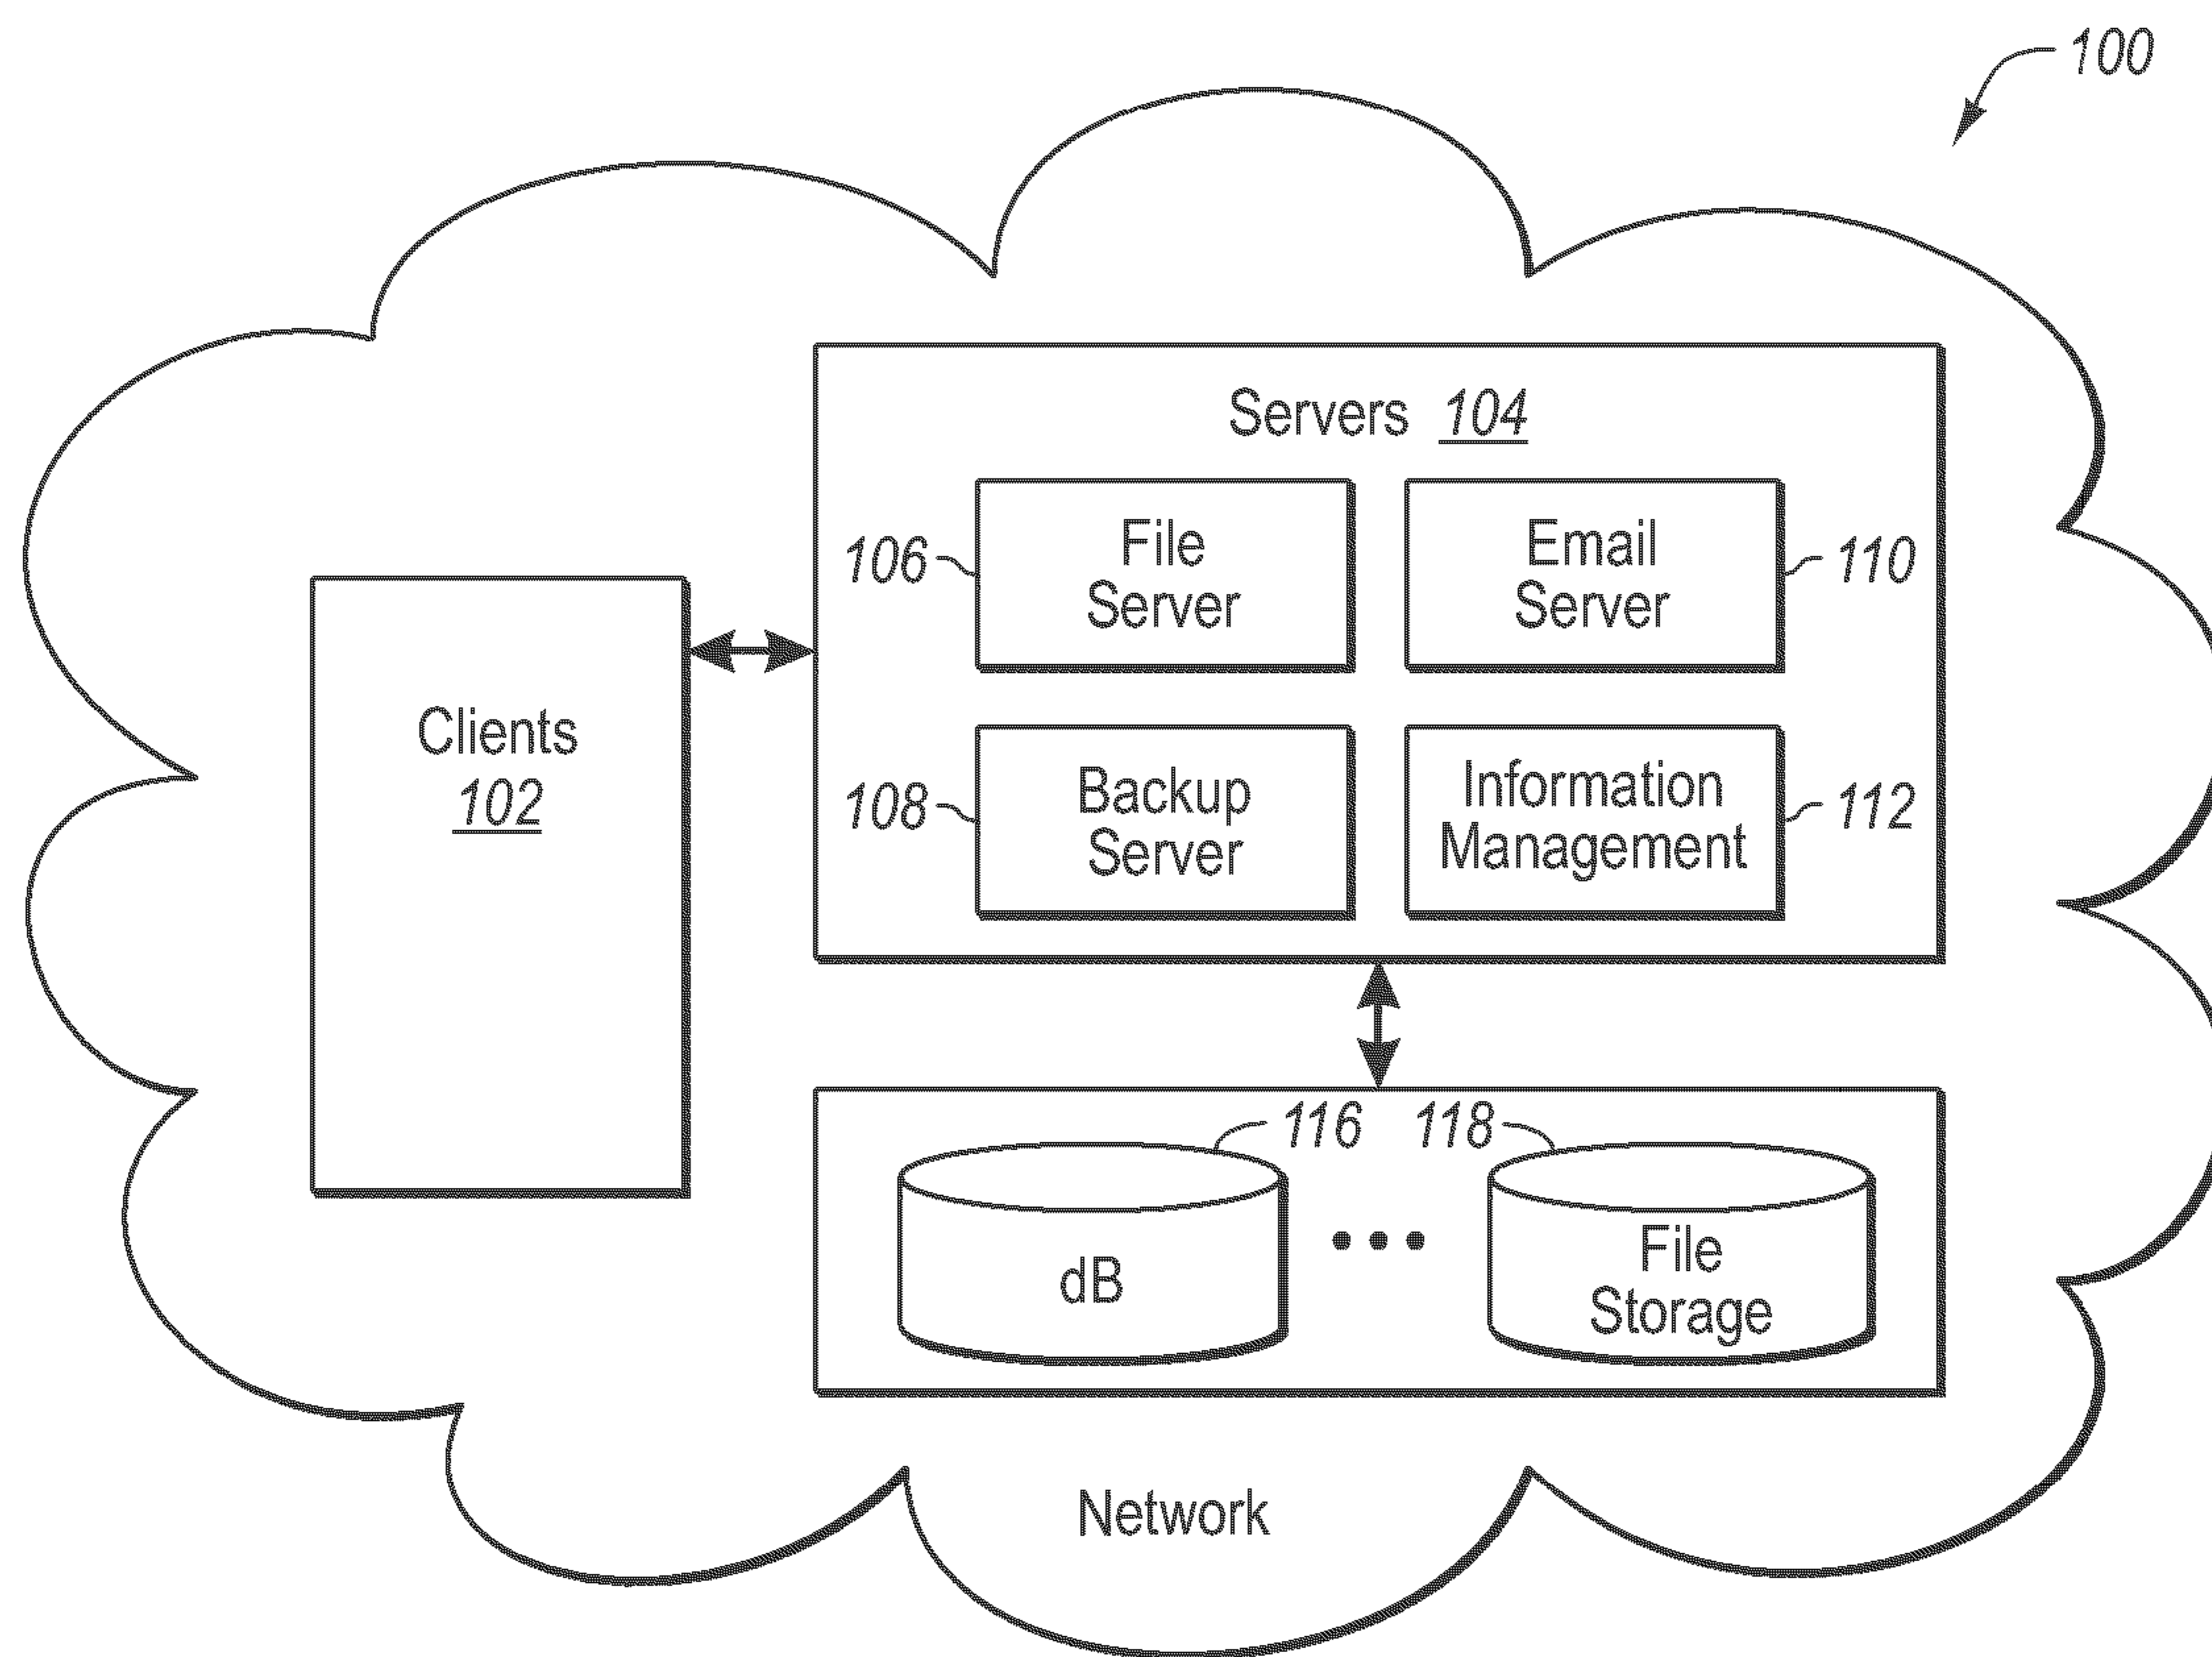 100
Servers 104
106
File
Server
Email
Server
110
Clients
102
108
Backup
Server
Information
Management
112
116
118
dB
File
Storage
Network